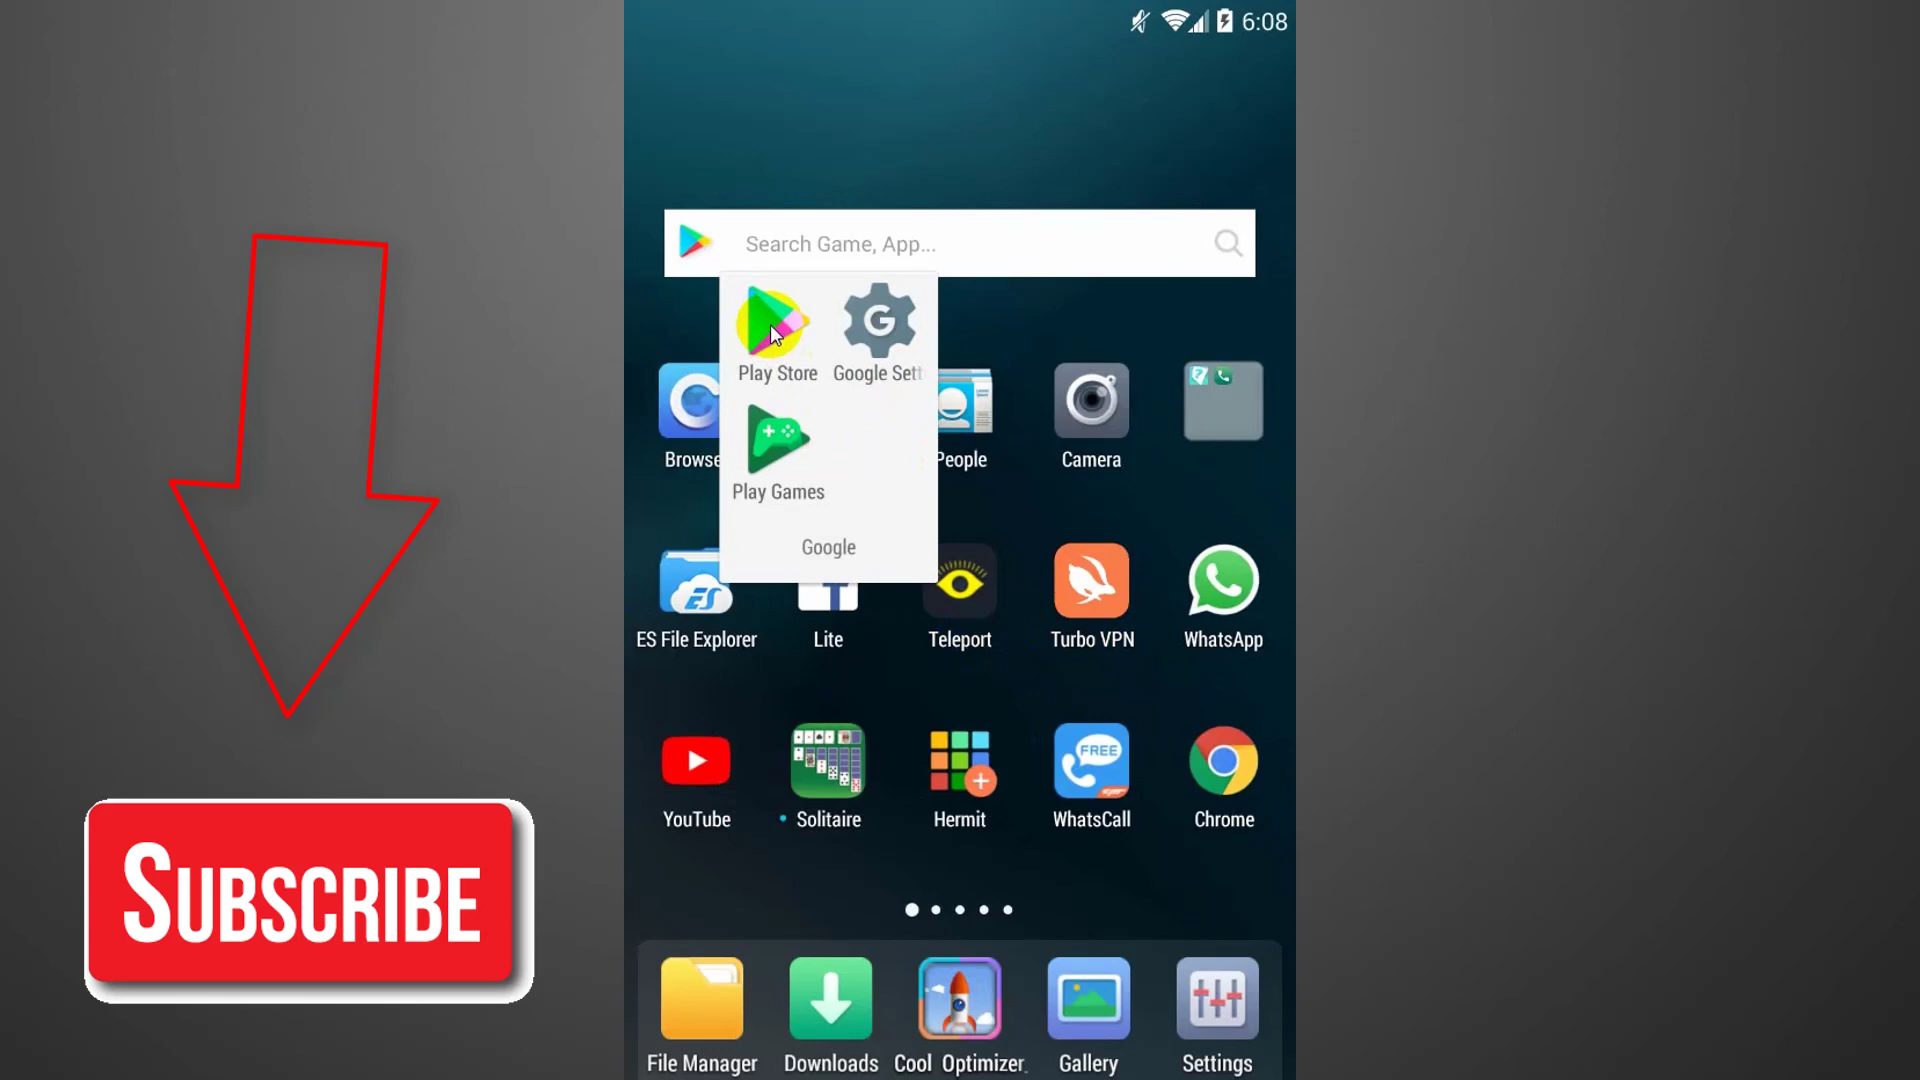 6:08
Search Game, App...
Play Store
Google Sett
Play Games
Google
Browse
People
Camera
ES File Explorer
Lite
Teleport
Turbo VPN
WhatsApp
YouTube
Solitaire
Hermit
FREE
WhatsCall
Chrome
SUBSCRIBE
File Manager
Downloads
Cool Optimizer
Gallery
Settings